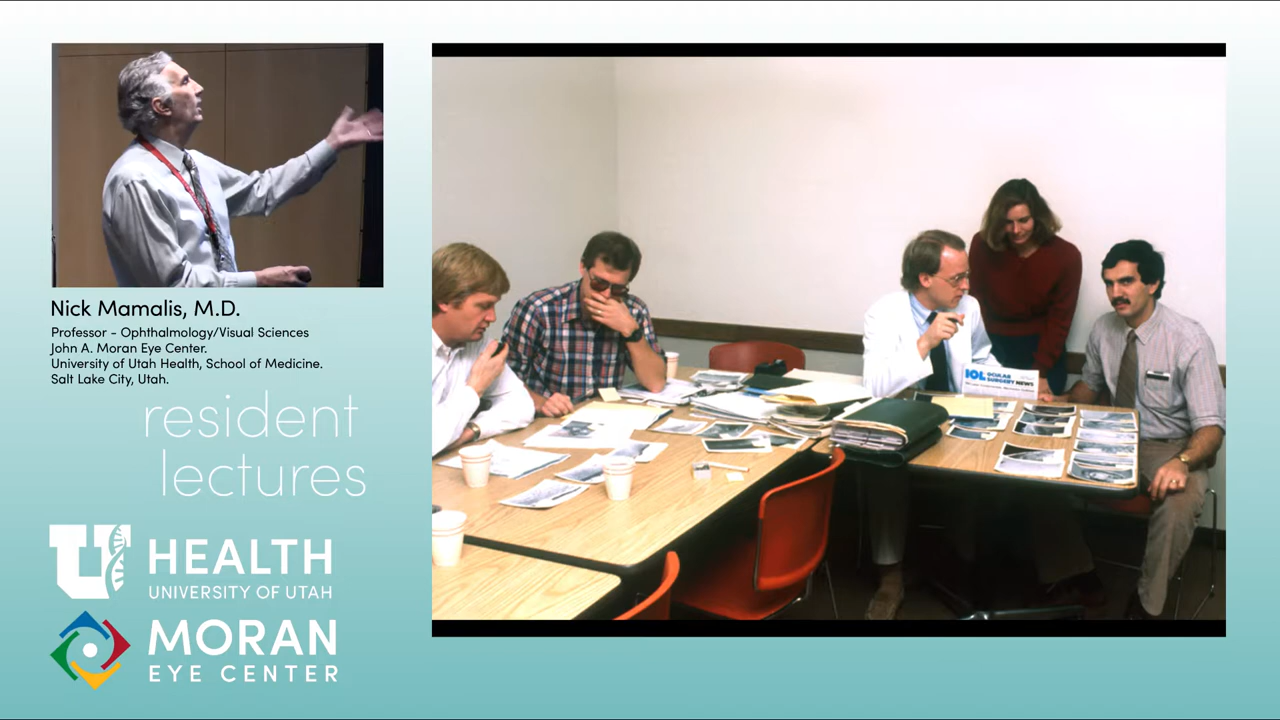 Nick Mamalis, M.D.
Professor - Ophthalmology/Visual Sciences
John A. Moran Eye Center.
University of Utah Health, School of Medicine.
Salt Lake City, Utah.
resident
lectures
U HEALTH
UNIVERSITY OF UTAH
MORAN
EYE CENTER
IOL OCULAR
SURGERY NEWS